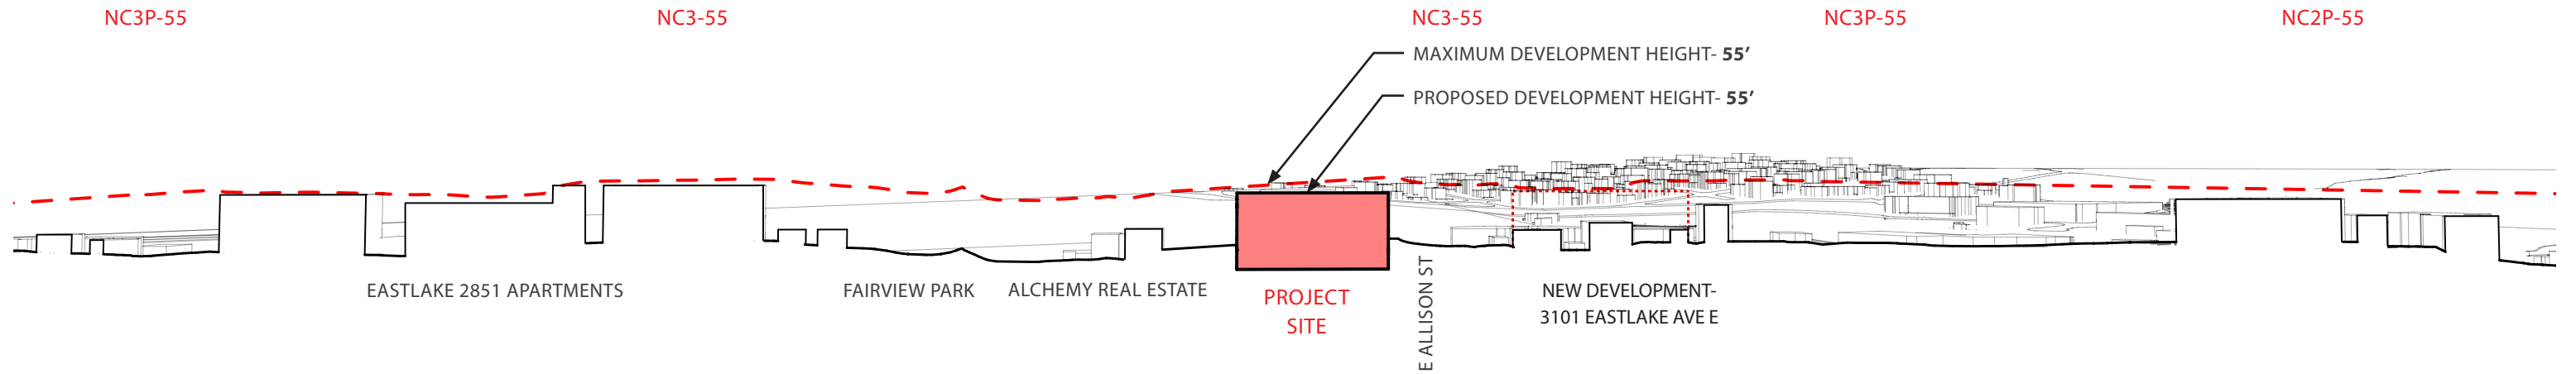 NC3P-55
NC3-55
NC3-55
NC3P-55
NC2P-55
MAXIMUM DEVELOPMENT HEIGHT- 55’
PROPOSED DEVELOPMENT HEIGHT- 55’
EASTLAKE 2851 APARTMENTS
FAIRVIEW PARK
ALCHEMY REAL ESTATE
PROJECT
SITE
E ALLISON ST
NEW DEVELOPMENT-
3101 EASTLAKE AVE E